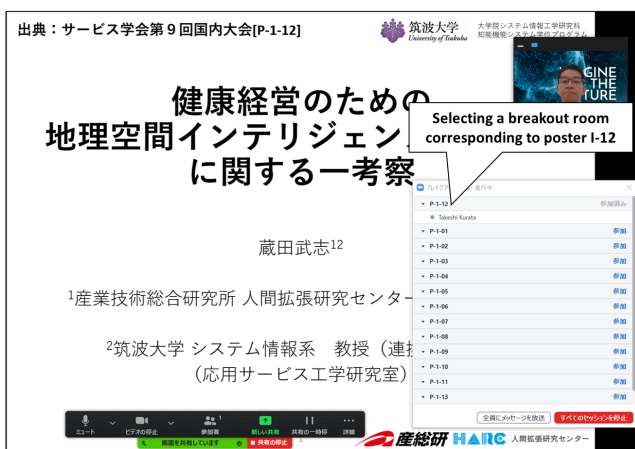 出典：サービス学会第９回国内大会[P-1-12]
筑波大学
University of Tsukuba
大学院システム情報工学研究科
知能機能システム学位プログラム
GINE
THE
TURE
健康経営のための
地理空間インテリジェン
に関する一考察
Selecting a breakout room
corresponding to poster I-12
進行中
P-1-12 参加済み
Takeshi Kurata
P-1-01 参加
P-1-02 参加
P-1-03 参加
P-1-04 参加
P-1-05 参加
P-1-06 参加
P-1-07 参加
P-1-08 参加
P-1-09 参加
P-1-10 参加
P-1-11 参加
P-1-13 参加
全員にメッセージを放送 すべてのセッションを停止
蔵田武志12
1産業技術総合研究所 人間拡張研究センター
2筑波大学 システム情報系　教授（連
（応用サービス工学研究室）
1
ミュート ビデオの停止 参加者 新しい共有 共有の一時停 詳細
画面を共有しています 共有の停止
産総研 HARC 人間拡張研究センター